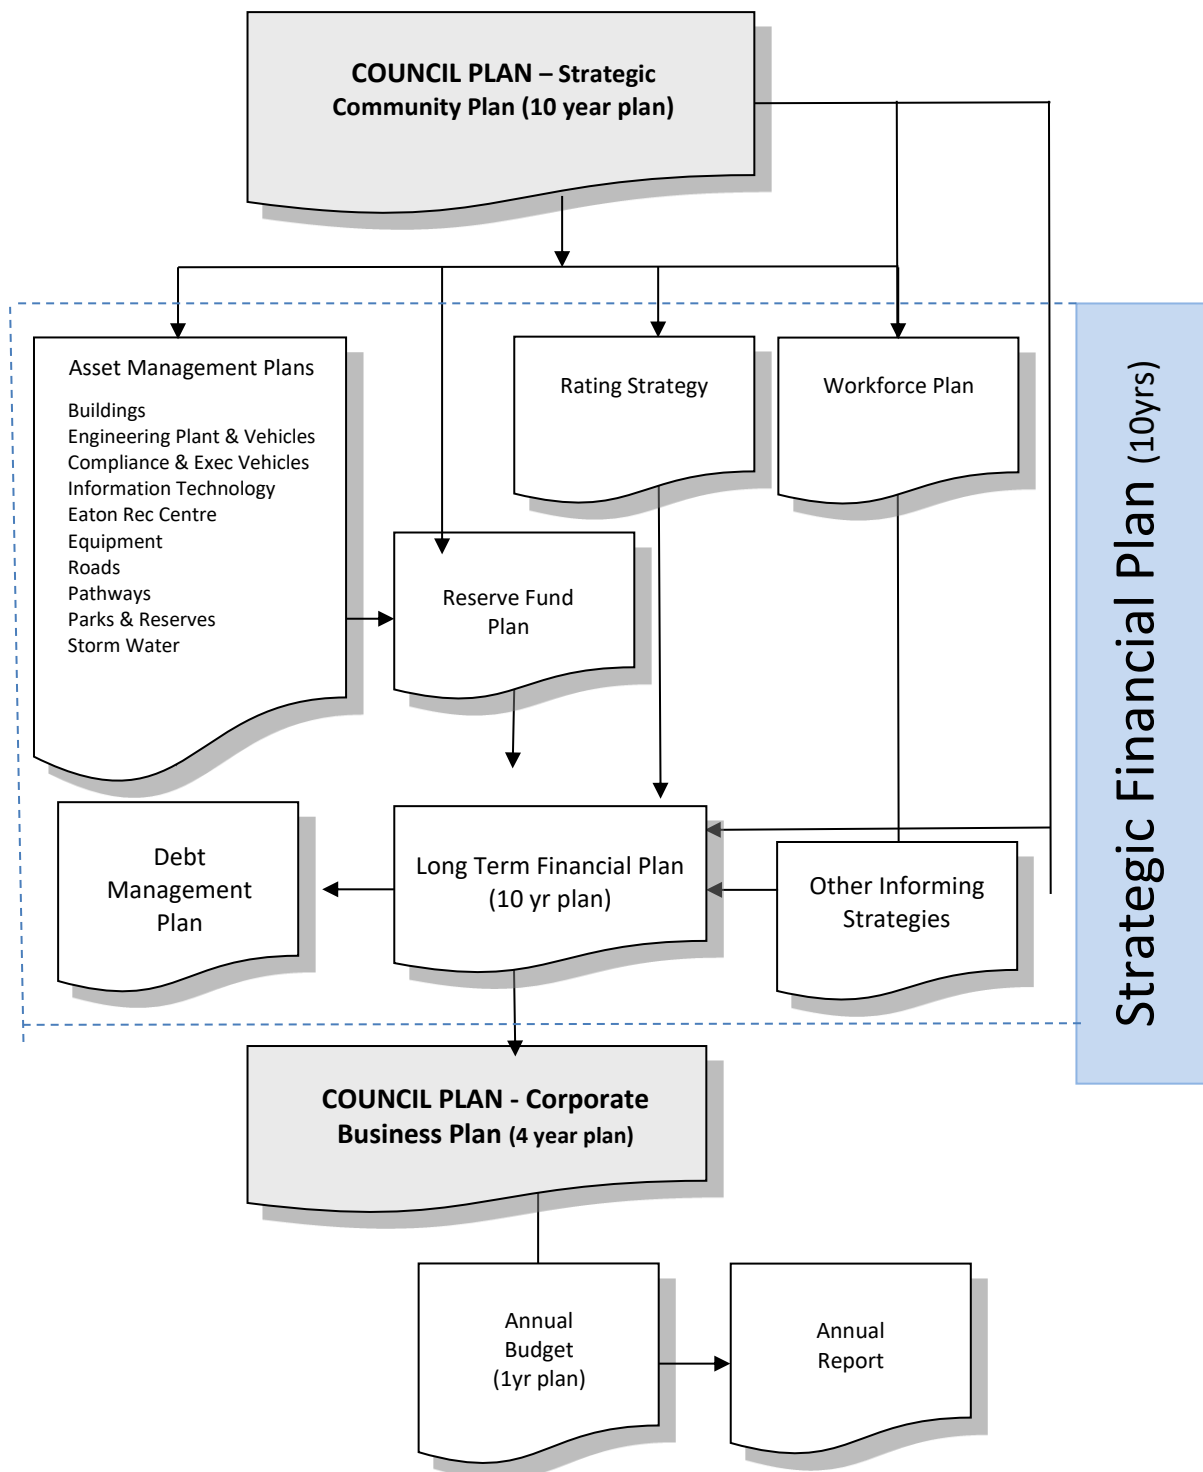 COUNCIL PLAN – Strategic
Community Plan (10 year plan)
Asset Management Plans
Buildings
Engineering Plant & Vehicles
Compliance & Exec Vehicles
Information Technology
Eaton Rec Centre
Equipment
Roads
Pathways
Parks & Reserves
Storm Water
Rating Strategy
Workforce Plan
Reserve Fund
Plan
Debt
Management
Plan
Long Term Financial Plan
(10 yr plan)
Other Informing
Strategies
Strategic Financial Plan (10yrs)
COUNCIL PLAN - Corporate
Business Plan (4 year plan)
Annual
Budget
(1yr plan)
Annual
Report